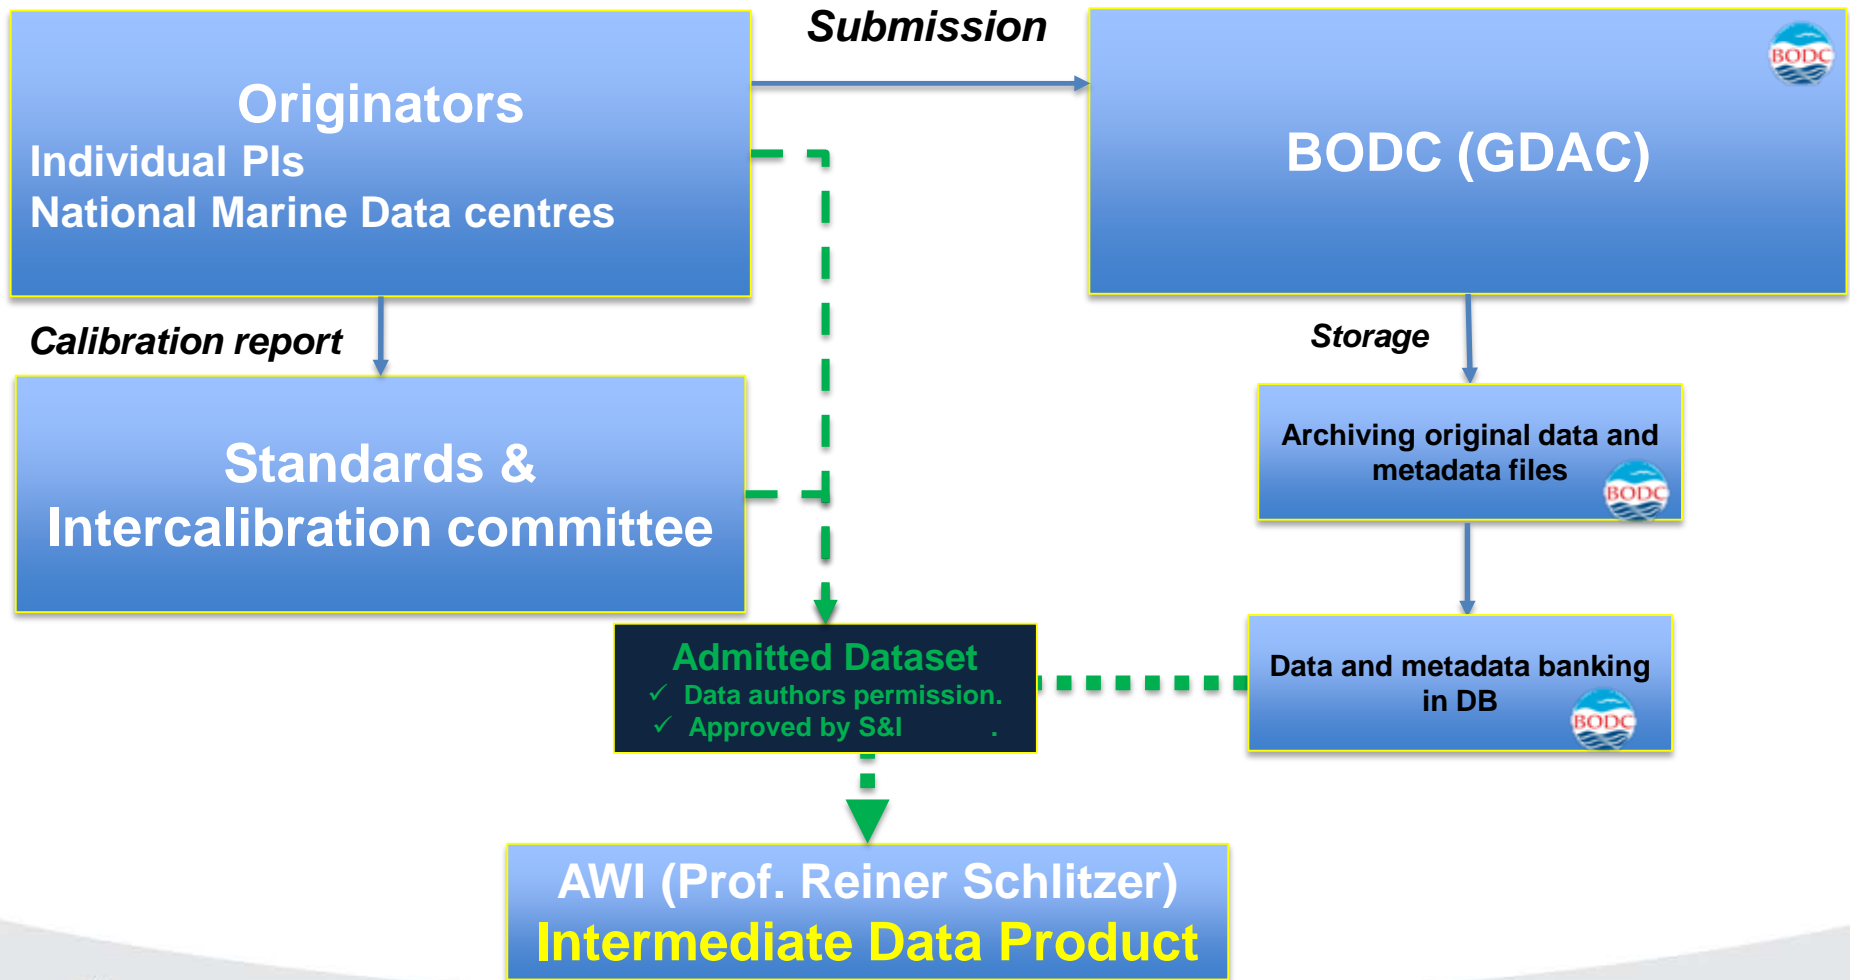 Submission
BODC
Originators
Individual PIs
National Marine Data centres
BODC (GDAC)
Calibration report
Storage
Standards &
Intercalibration committee
Archiving original data and
metadata files
BODC
Admitted Dataset
✓ Data authors permission.
✓ Approved by S&I .
Data and metadata banking
in DB
BODC
AWI (Prof. Reiner Schlitzer)
Intermediate Data Product